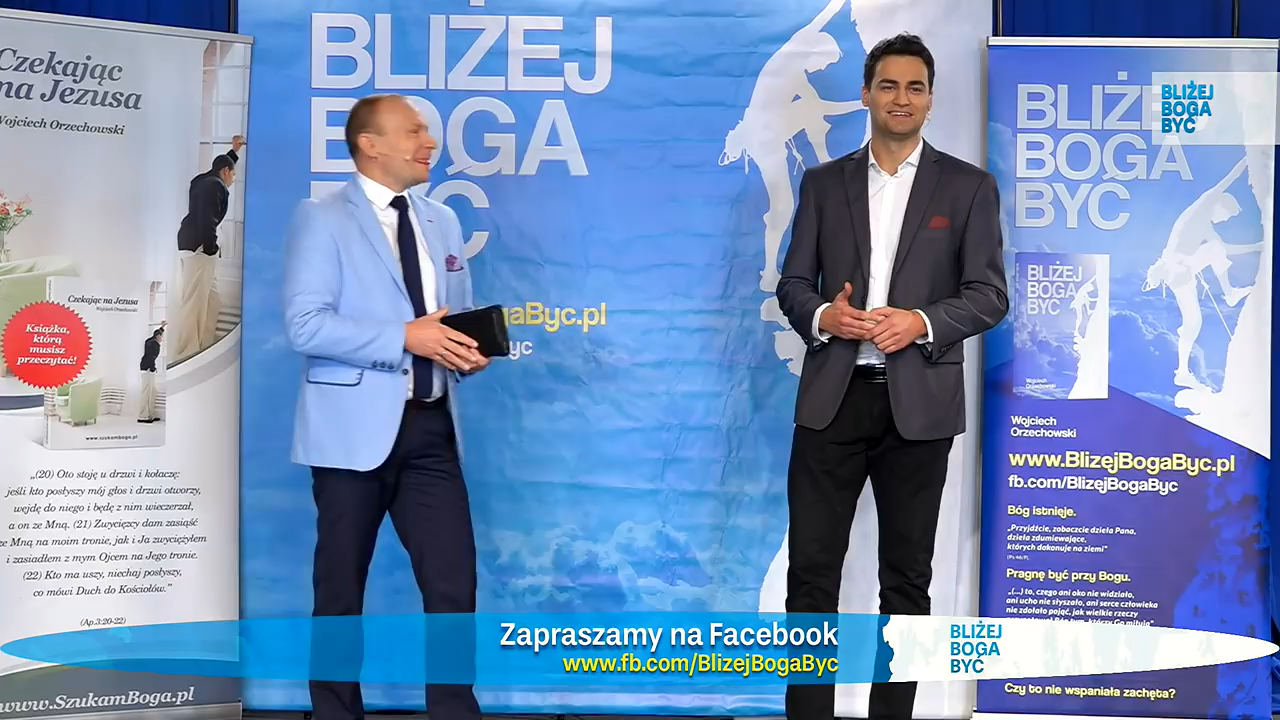 Czekając
na Jezusa
Wojciech Orzechowski
Czekając na Jezusa
Wojciech Orzechowski
Książka,
którą
musisz
przeczytać!
www.szukamboga.pl
„(20) Oto stoję u drzwi i kołaczę:
jeśli kto posłyszy mój głos i drzwi otworzy,
wejdę do niego i będę z nim wieczerzał,
a on ze Mną. (21) Zwycięzcy dam zasiąść
ze Mną na moim tronie, jak i Ja zwyciężyłem
i zasiadłem z mym Ojcem na Jego tronie.
(22) Kto ma uszy, niechaj posłyszy,
co mówi Duch do Kościołów.”
(Ap.3:20-22)
www.SzukamBoga.pl
BLIŻEJ
BOGA
gaByc.pl
yc
BLIŻEJ
BOGA
BYĆ
BLIŻEJ
BOGA
BYĆ
BLIŻEJ
BOGA
BYĆ
Wojciech
Orzechowski
Wojciech
Orzechowski
www.BlizejBogaByc.pl
fb.com/BlizejBogaByc
Bóg istnieje.
„Przyjdźcie, zobaczcie dzieła Pana,
dzieła zdumiewające,
których dokonuje na ziemi”
Pragnę być przy Bogu.
„(...) to, czego ani oko nie widziało,
ani ucho nie słyszało, ani serce człowieka
nie zdołało pojąć, jak wielkie rzeczy
Czy to nie wspaniała zachęta?
Zapraszamy na Facebook
www.fb.com/BlizejBogaByc
BLIŻEJ
BOGA
BYĆ